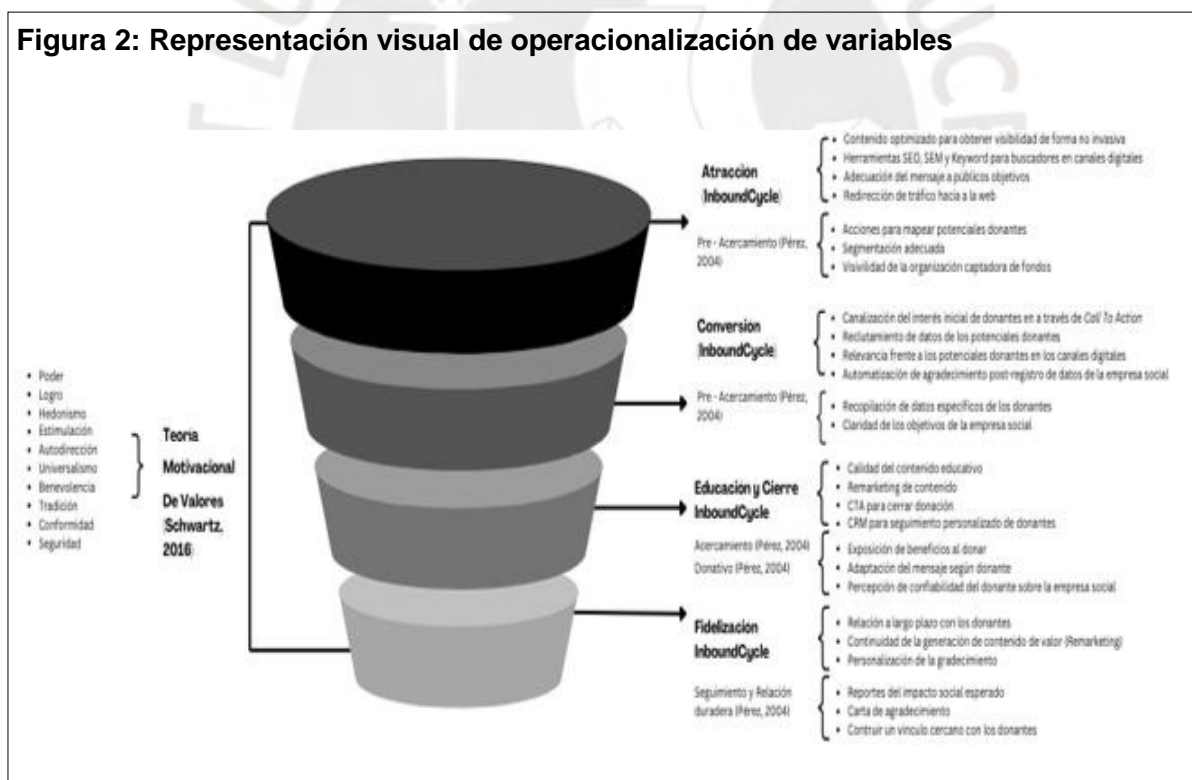 Figura 2: Representación visual de operacionalización de variables
Poder
Logro
Hedonismo
Estimulación
Autodirección
Universalismo
Benevolencia
Tradición
Conformidad
Seguridad
Teoría
Motivacional
De Valores
(Schwartz,
2016)
Atracción
(InboundCycle)
Contenido optimizado para obtener visibilidad de forma no invasiva
Herramientas SEO, SEM y Keyword para buscadores en canales digitales
Adecuación del mensaje a públicos objetivos
Redirección de tráfico hacia a la web
Pre - Acercamiento (Pérez,
2004)
Acciones para mapear potenciales donantes
Segmentación adecuada
Visivilidad de la organización captadora de fondos
Conversión
(InboundCycle)
Canalización del interés inicial de donantes en a través de Call To Action
Reclutamiento de datos de los potenciales donantes
Relevancia frente a los potenciales donantes en los canales digitales
Automatización de agradecimiento post-registro de datos de la empresa social
Pre - Acercamiento (Pérez,
2004)
Recopilación de datos específicos de los donantes
Claridad de los objetivos de la empresa social
Educación y Cierre
InboundCycle
Calidad del contenido educativo
Remarketing de contenido
CTA para cerrar donación
CRM para seguimiento personalizado de donantes
Acercamiento (Pérez, 2004)
Donativo (Pérez, 2004)
Exposición de beneficios al donar
Adaptación del mensaje según donante
Percepción de confiabilidad del donante sobre la empresa social
Fidelización
InboundCycle
Relación a largo plazo con los donantes
Continuidad de la generación de contenido de valor (Remarketing)
Personalización de la gradecimiento
Seguimiento y Relación
duradera (Pérez, 2004)
Reportes del impacto social esperado
Carta de agradecimiento
Contruir un vinculo cercano con los donantes